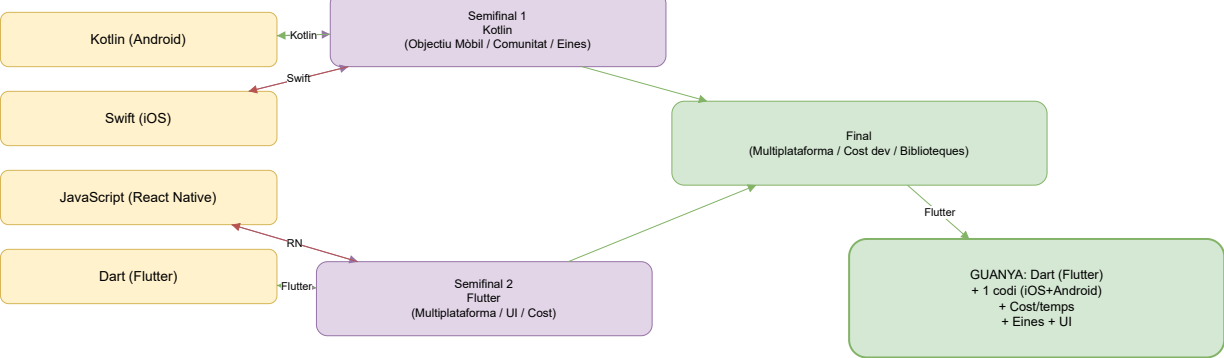 Kotlin (Android)
Kotlin
Semifinal 1
Kotlin
(Objectiu Mòbil / Comunitat / Eines)
Swift
Swift (iOS)
Final
(Multiplataforma / Cost dev / Biblioteques)
JavaScript (React Native)
RN
Flutter
Dart (Flutter)
Flutter
Semifinal 2
Flutter
(Multiplataforma / UI / Cost)
GUANYA: Dart (Flutter)
+ 1 codi (iOS+Android)
+ Cost/temps
+ Eines + UI